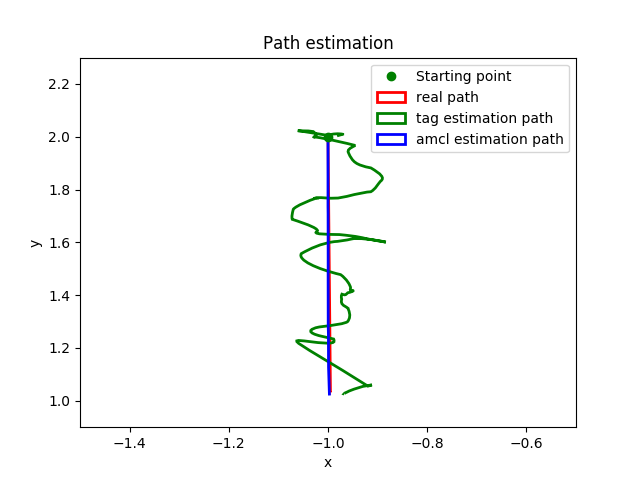 Path estimation
Starting point
real path
tag estimation path
amcl estimation path
2.2
2.0
1.8
1.6
1.4
1.2
1.0
y
−1.4
−1.2
−1.0
−0.8
−0.6
x